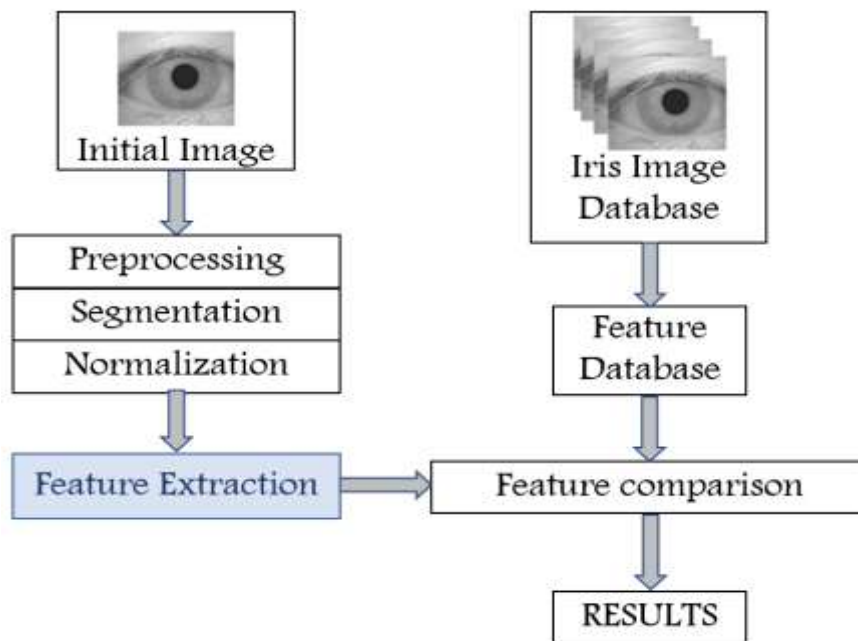 Initial Image
Preprocessing
Segmentation
Normalization
Feature Extraction
Iris Image
Database
Feature
Database
Feature comparison
RESULTS